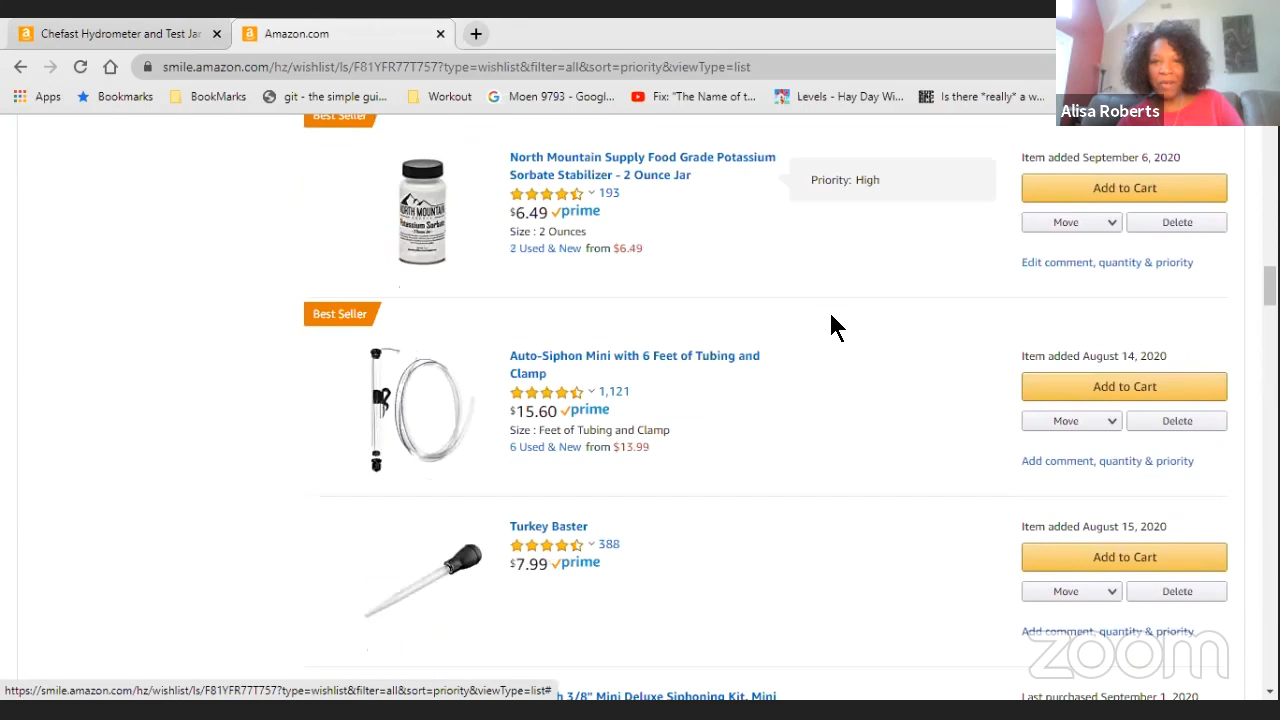 Chefast Hydrometer and Test Jar
Amazon.com
smile.amazon.com/hz/wishlist/ls/F81YFR77T757?type=wishlist&filter=all&sort=priority&viewType=list
Apps Bookmarks BookMarks git - the simple gui... Workout Moen 9793 - Googl... Fix: "The Name of t... Levels - Hay Day Wi... Is there *really* a w...
Alisa Roberts
Best Seller
North Mountain Supply Food Grade Potassium
Sorbate Stabilizer - 2 Ounce Jar
193
$6.49 prime
Size : 2 Ounces
2 Used & New from $6.49
Priority: High
Item added September 6, 2020
Add to Cart
Move Delete
Edit comment, quantity & priority
NORTH MOUNTAIN
Potassium Sorbate
Best Seller
Auto-Siphon Mini with 6 Feet of Tubing and
Clamp
1,121
$15.60 prime
Size : Feet of Tubing and Clamp
6 Used & New from $13.99
Item added August 14, 2020
Add to Cart
Move Delete
Add comment, quantity & priority
Turkey Baster
388
$7.99 prime
Item added August 15, 2020
Add to Cart
Move Delete
Add comment, quantity & priority
zoom
3/8" Mini Deluxe Siphoning Kit, Mini
Last purchased September 1, 2020
https://smile.amazon.com/hz/wishlist/ls/F81YFR77T757?type=wishlist&filter=all&sort=priority&viewType=list#